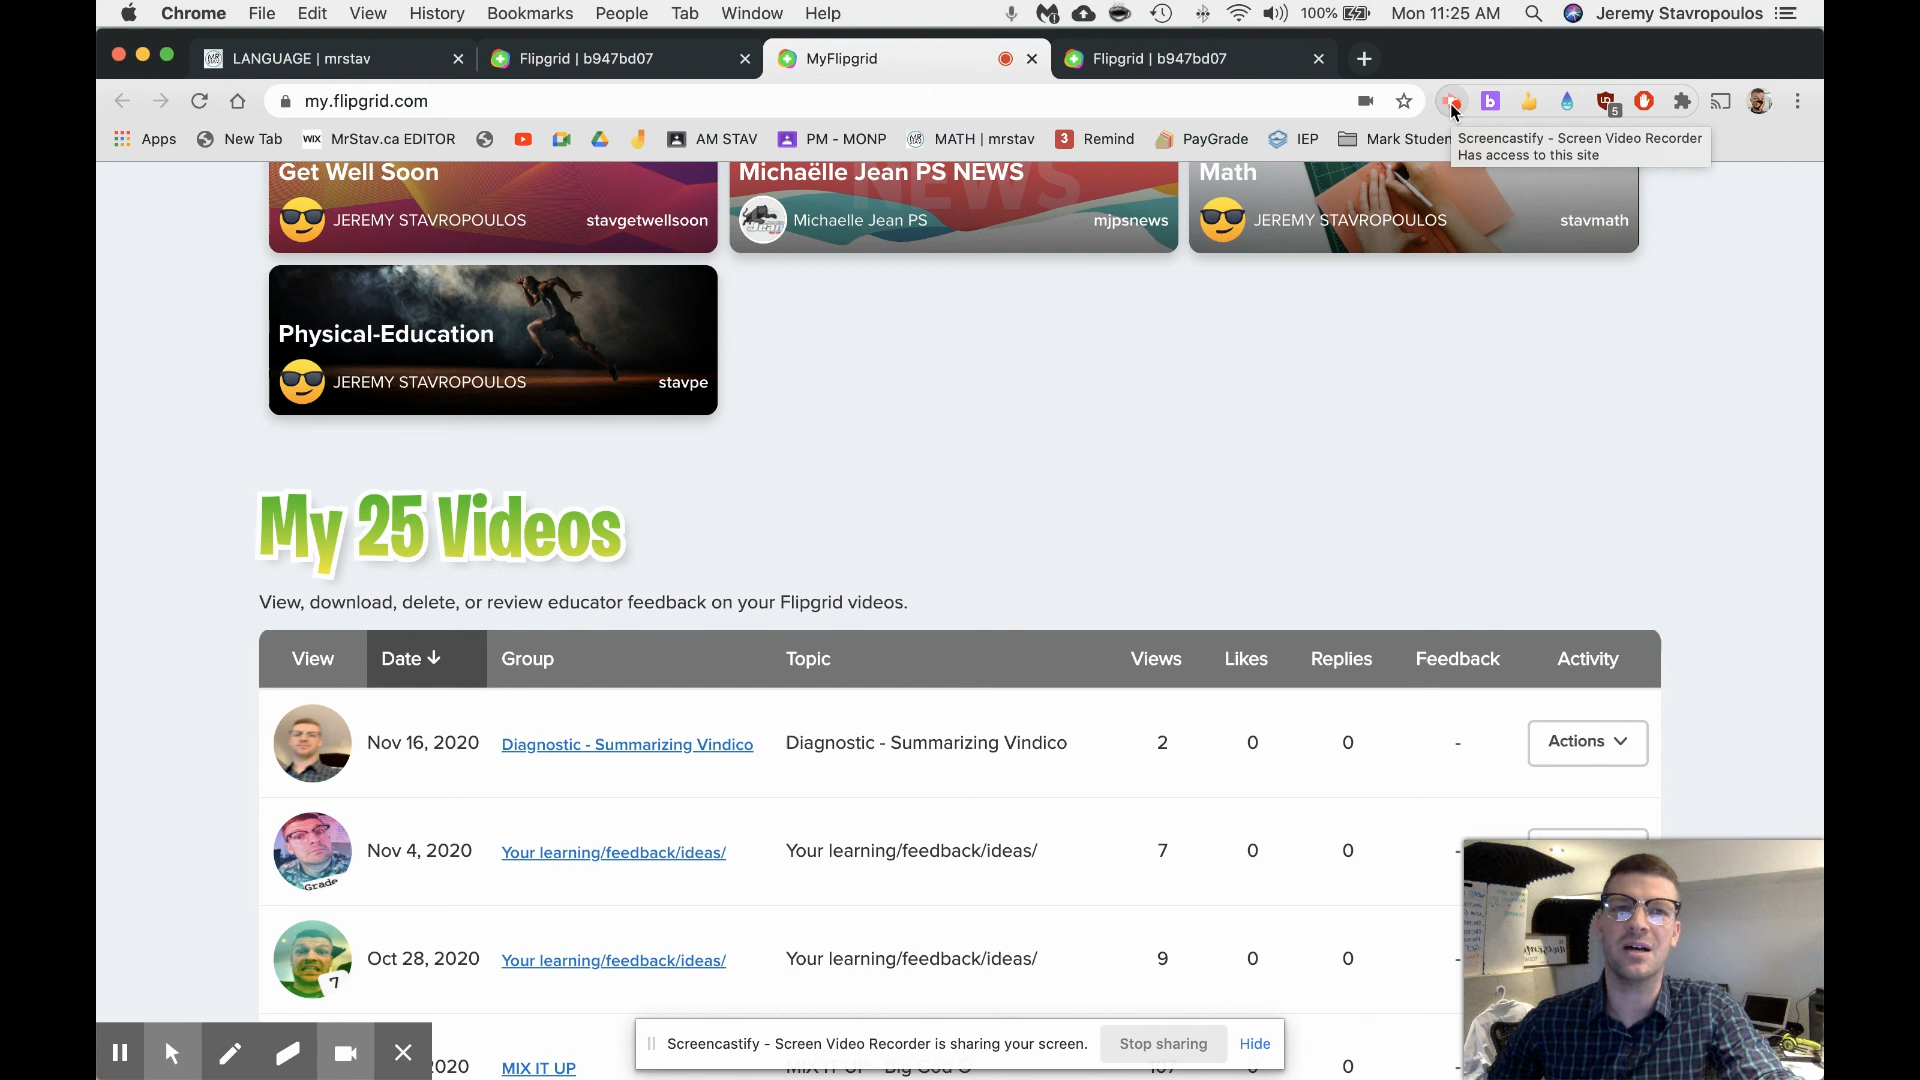 Chrome File Edit View History Bookmarks People Tab Window Help 100% Mon 11:25 AM Jeremy Stavropoulos
LANGUAGE | mrstav Flipgrid | b947bd07 MyFlipgrid Flipgrid | b947bd07
my.flipgrid.com b 5
Apps New Tab WIX MrStav.ca EDITOR AM STAV PM - MONP MATH | mrstav 3 Remind PayGrade IEP Mark Studen
Screencastify - Screen Video Recorder
Has access to this site
Get Well Soon
JEREMY STAVROPOULOS stavgetwellsoon
NEWS
Michaëlle Jean PS NEWS
Michaelle Jean PS mjpsnews
Math
JEREMY STAVROPOULOS stavmath
Physical-Education
JEREMY STAVROPOULOS stavpe
My 25 Videos
View, download, delete, or review educator feedback on your Flipgrid videos.
View Date Group Topic Views Likes Replies Feedback Activity
Nov 16, 2020 Diagnostic - Summarizing Vindico Diagnostic - Summarizing Vindico 2 0 0 - Actions
Grade
Nov 4, 2020 Your learning/feedback/ideas/ Your learning/feedback/ideas/ 7 0 0 -
7
Oct 28, 2020 Your learning/feedback/ideas/ Your learning/feedback/ideas/ 9 0 0 -
2020 MIX IT UP 0
Screencastify - Screen Video Recorder is sharing your screen. Stop sharing Hide